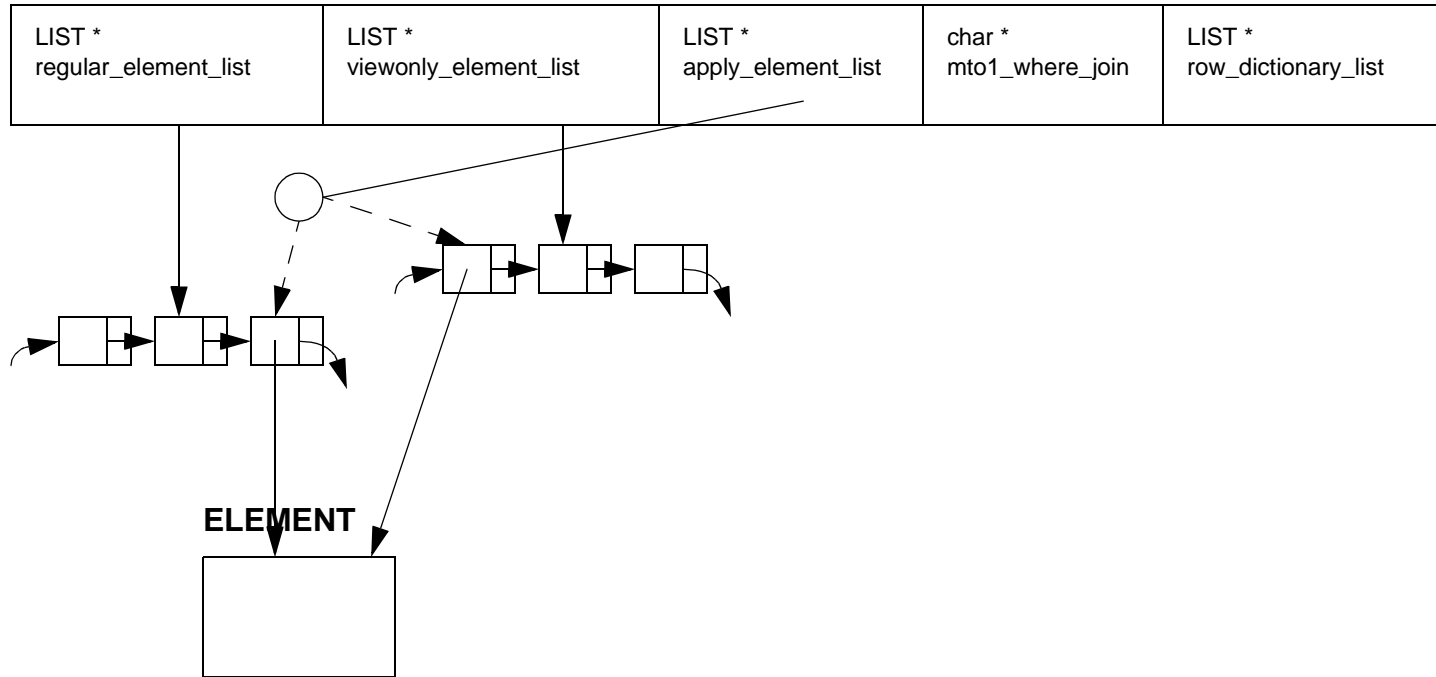 LIST *
regular_element_list
LIST *
viewonly_element_list
LIST *
apply_element_list
char *
mto1_where_join
LIST *
row_dictionary_list
ELEMENT